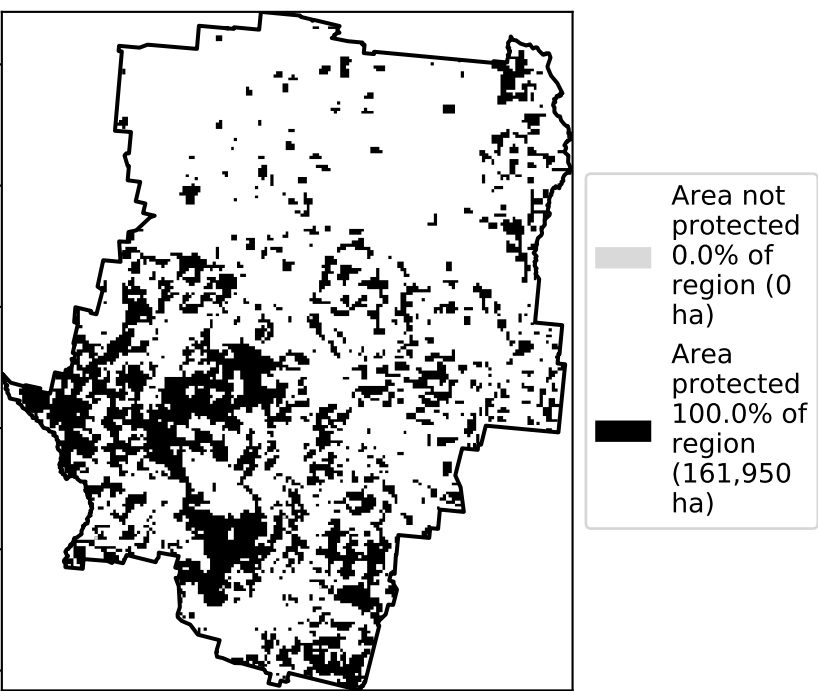 Area not
protected
0.0% of
region (0
ha)
Area
protected
100.0% of
region
(161,950
ha)